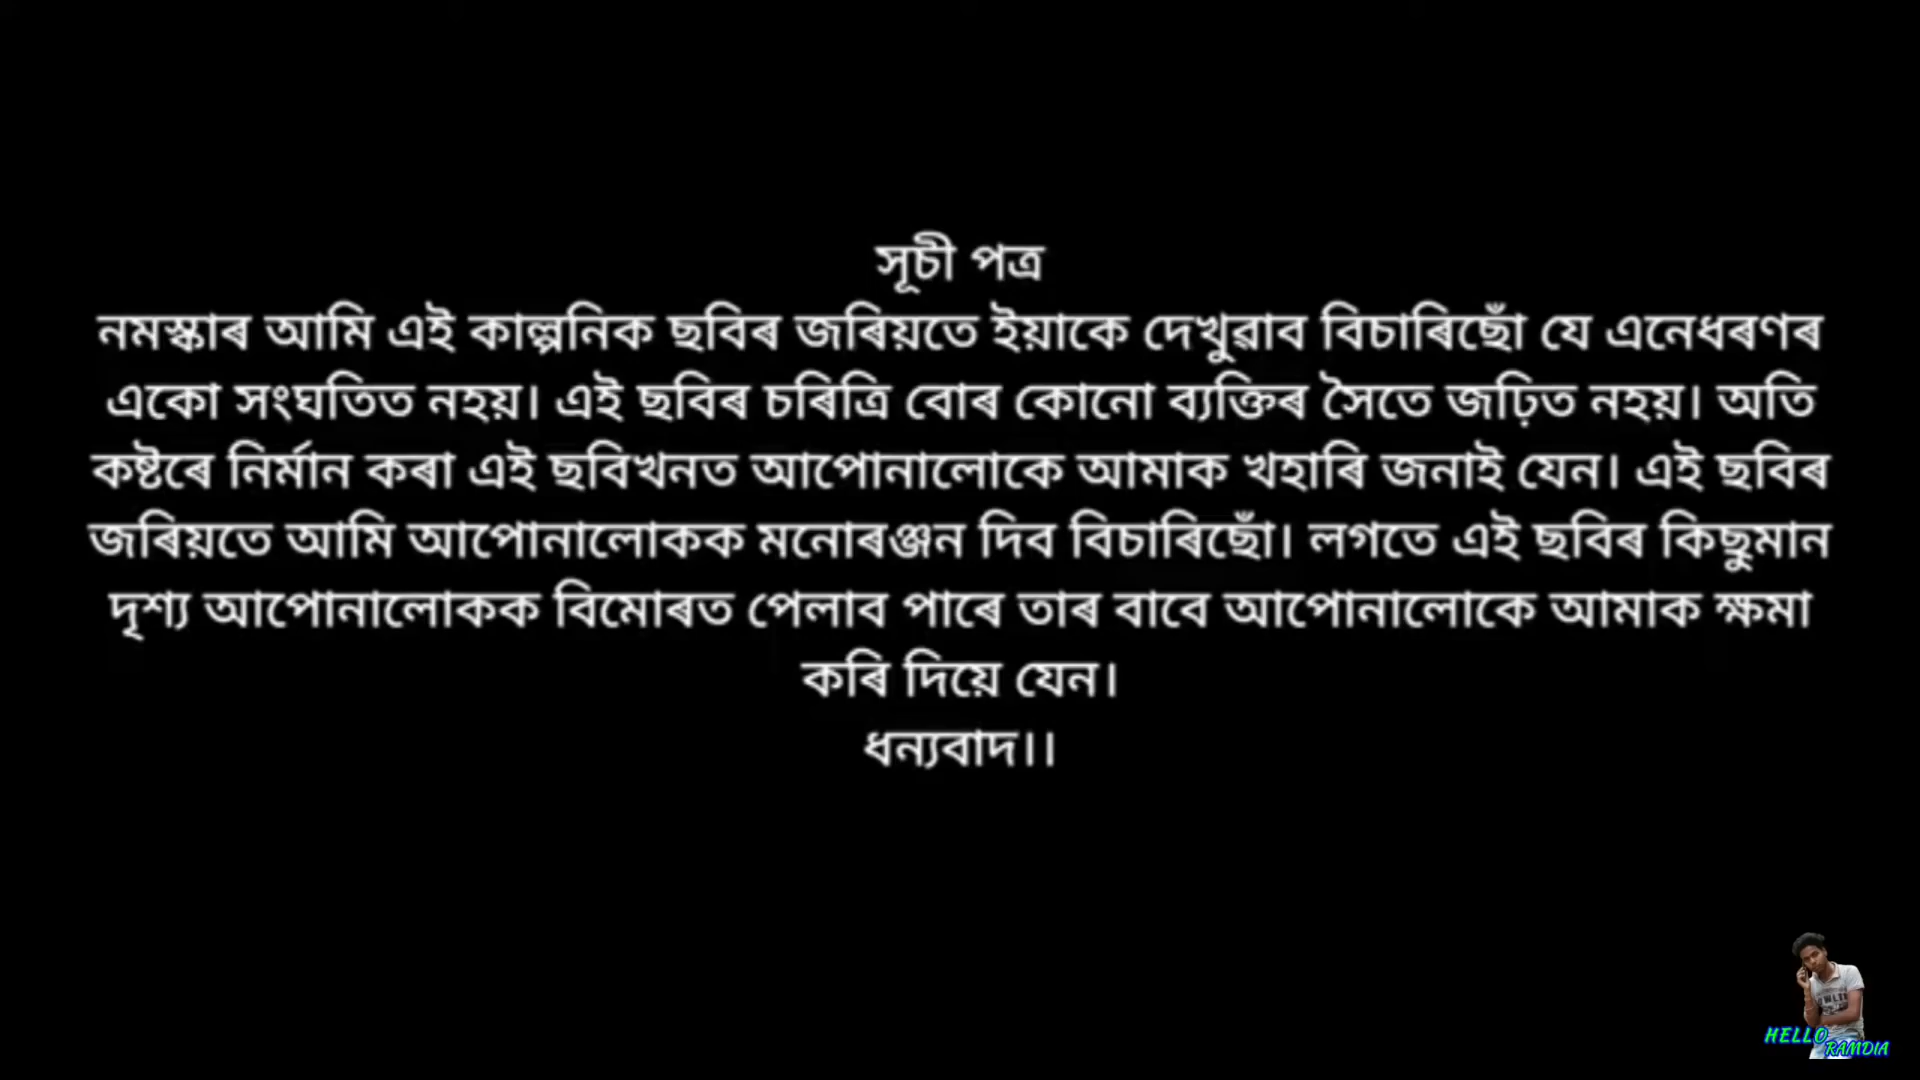 সূচী পত্ৰ
নমস্কাৰ আমি এই কাল্পনিক ছবিৰ জৰিয়তে ইয়াকে দেখুৱাব বিচাৰিছোঁ যে এনেধৰণৰ
একো সংঘতিত নহয়। এই ছবিৰ চৰিত্ৰি বোৰ কোনো ব্যক্তিৰ সৈতে জঢ়িত নহয়। অতি
কষ্টৰে নিৰ্মান কৰা এই ছবিখনত আপোনালোকে আমাক খহাৰি জনাই যেন। এই ছবিৰ
জৰিয়তে আমি আপোনালোকক মনোৰঞ্জন দিব বিচাৰিছোঁ। লগতে এই ছবিৰ কিছুমান
দৃশ্য আপোনালোকক বিমোৰত পেলাব পাৰে তাৰ বাবে আপোনালোকে আমাক ক্ষমা
কৰি দিয়ে যেন।
ধন্যবাদ।।
HELLO
RAMDIA